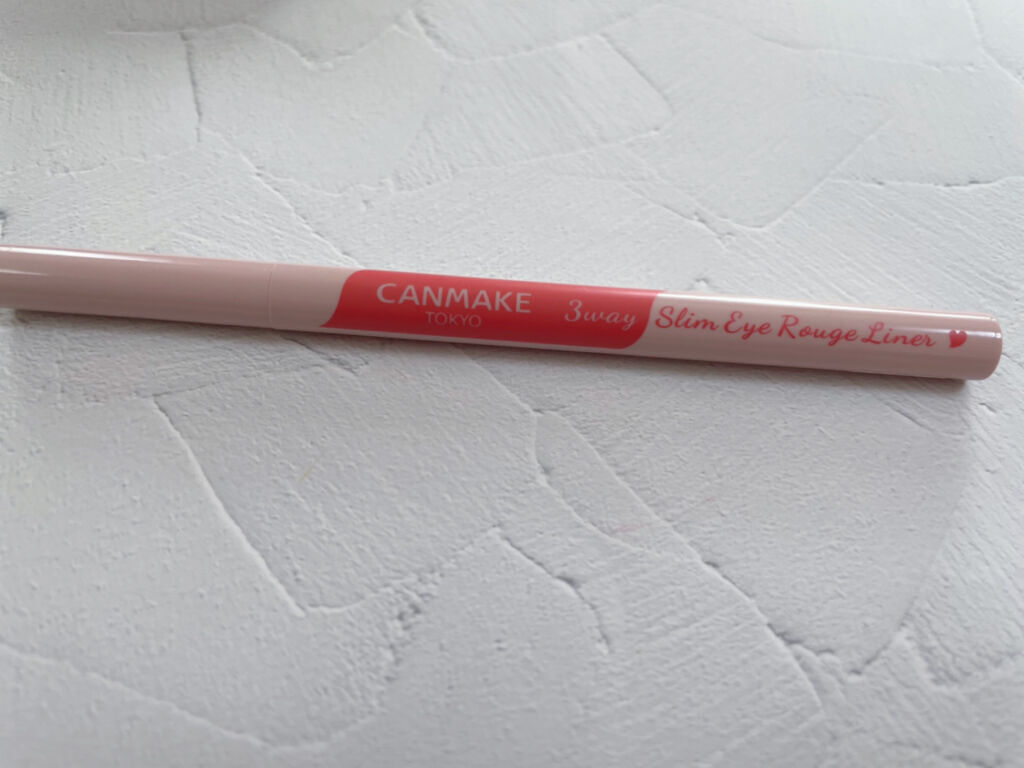 CANMAKE
TOKYO
3way Slim Eye Rouge Liner